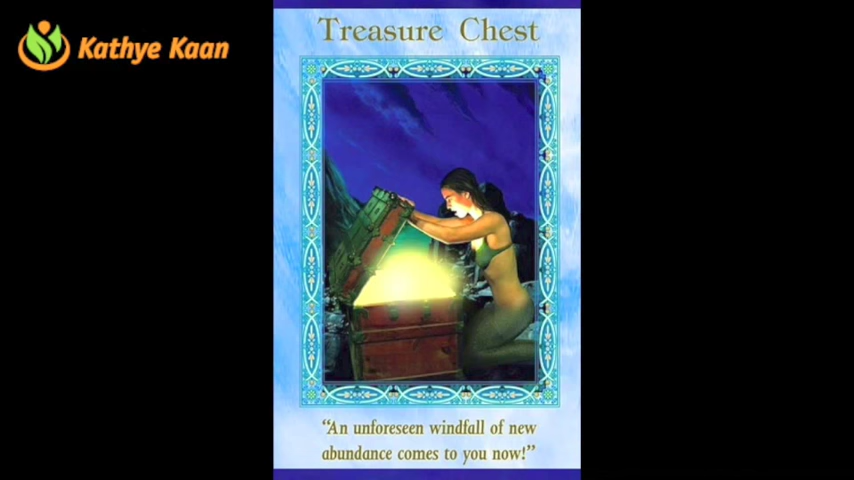 Kathye Kaan
Treasure Chest
“An unforeseen windfall of new
abundance comes to you now!”